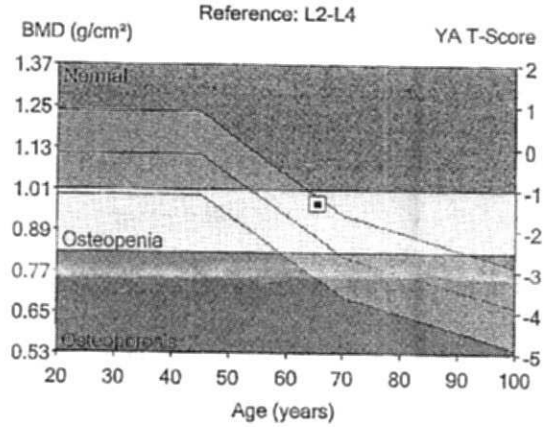 Reference: L2-L4
BMD (g/cm²) YA T-Score
1.37 2
Normal
1.25 1
1.13 0
1.01 -1
0.89 -2
Osteopenia
0.77 -3
0.65 -4
Osteoporosis
0.53 -5
20 30 40 50 60 70 80 90 100
Age (years)